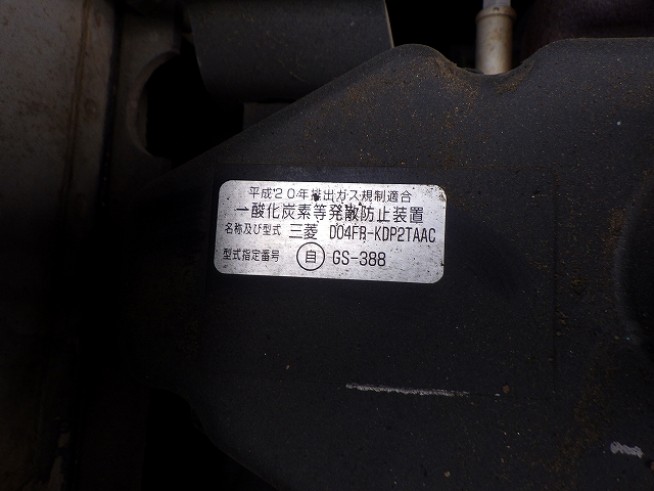 平成20年排出ガス規制適合
一酸化炭素等発散防止装置
名称及び型式 三菱 D04FR-KDP2TAAC
型式指定番号 自 GS-388